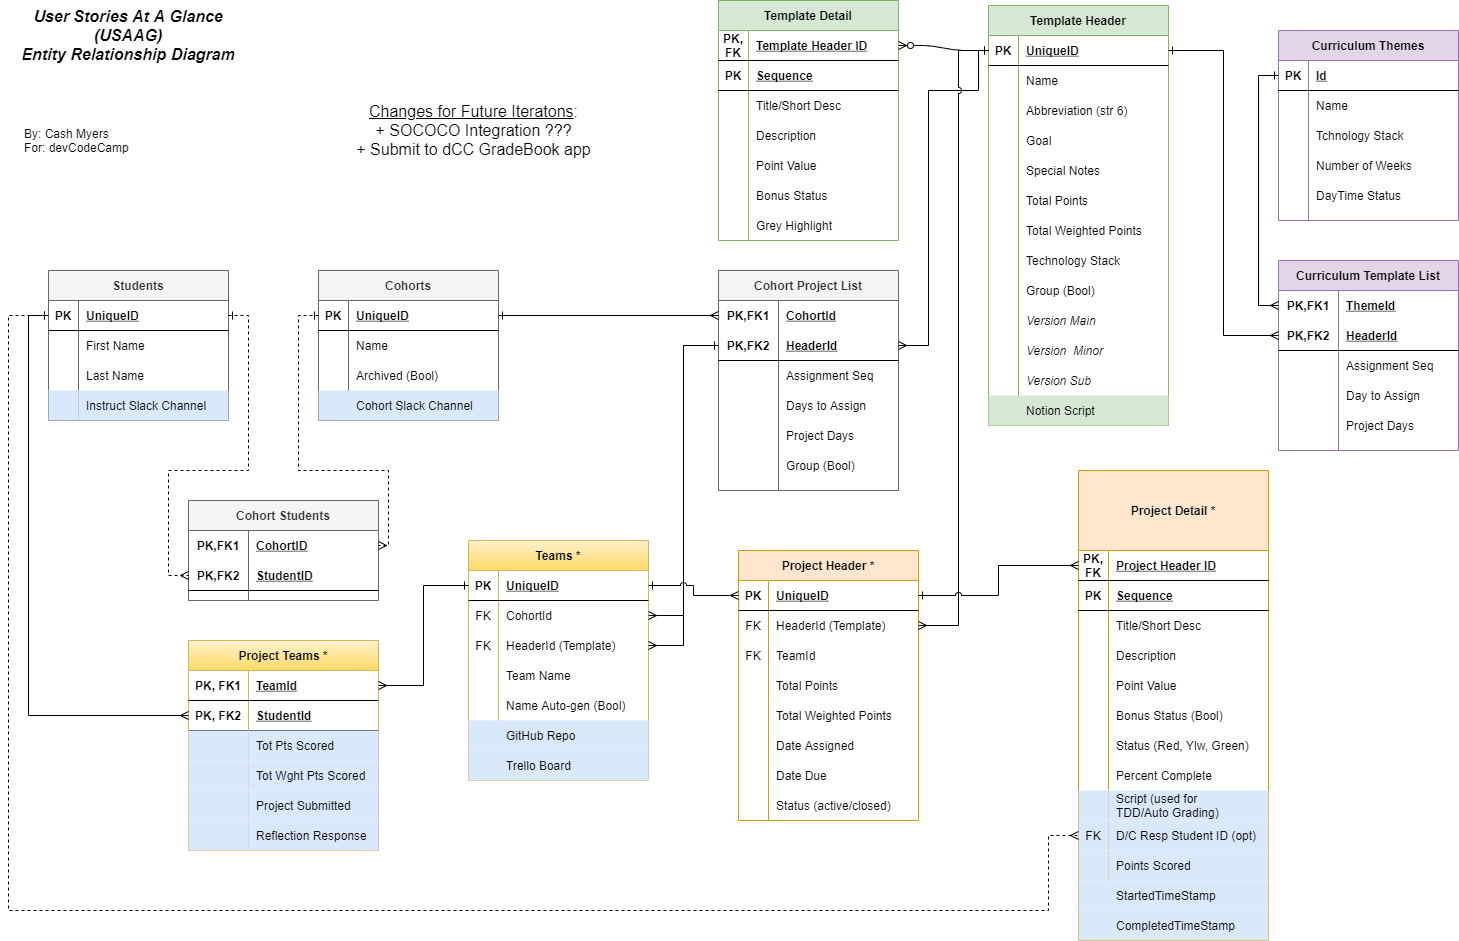 User Stories At A Glance
(USAAG)
Entity Relationship Diagram
By: Cash Myers
For: devCodeCamp
Changes for Future Iteratons:
+ SOCOCO Integration ???
+ Submit to dCC GradeBook app
Template Detail
PK, FK Template Header ID
PK Sequence
Title/Short Desc
Description
Point Value
Bonus Status
Grey Highlight
Template Header
PK UniqueID
Name
Abbreviation (str 6)
Goal
Special Notes
Total Points
Total Weighted Points
Technology Stack
Group (Bool)
Version Main
Version Minor
Version Sub
Notion Script
Curriculum Themes
PK Id
Name
Tchnology Stack
Number of Weeks
DayTime Status
Curriculum Template List
PK,FK1 ThemeId
PK,FK2 HeaderId
Assignment Seq
Day to Assign
Project Days
Students
PK UniqueID
First Name
Last Name
Instruct Slack Channel
Cohorts
PK UniqueID
Name
Archived (Bool)
Cohort Slack Channel
Cohort Project List
PK,FK1 CohortId
PK,FK2 HeaderId
Assignment Seq
Days to Assign
Project Days
Group (Bool)
Cohort Students
PK,FK1 CohortID
PK,FK2 StudentID
Project Teams *
PK, FK1 TeamId
PK, FK2 StudentId
Tot Pts Scored
Tot Wght Pts Scored
Project Submitted
Reflection Response
Teams *
PK UniqueID
FK CohortId
FK HeaderId (Template)
Team Name
Name Auto-gen (Bool)
GitHub Repo
Trello Board
Project Header *
PK UniqueID
FK HeaderId (Template)
FK TeamId
Total Points
Total Weighted Points
Date Assigned
Date Due
Status (active/closed)
Project Detail *
PK, FK Project Header ID
PK Sequence
Title/Short Desc
Description
Point Value
Bonus Status (Bool)
Status (Red, Ylw, Green)
Percent Complete
Script (used for
TDD/Auto Grading)
FK D/C Resp Student ID (opt)
Points Scored
StartedTimeStamp
CompletedTimeStamp